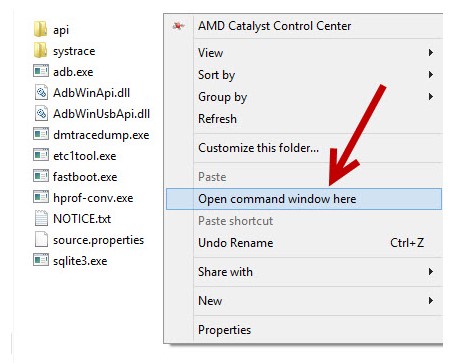 api
systrace
adb.exe
AdbWinApi.dll
AdbWinUsbApi.dll
dmtracedump.exe
etc1tool.exe
fastboot.exe
hprof-conv.exe
NOTICE.txt
source.properties
sqlite3.exe
AMD Catalyst Control Center
View
Sort by
Group by
Refresh
Customize this folder...
Paste
Open command window here
Paste shortcut
Undo Rename Ctrl+Z
Share with
New
Properties